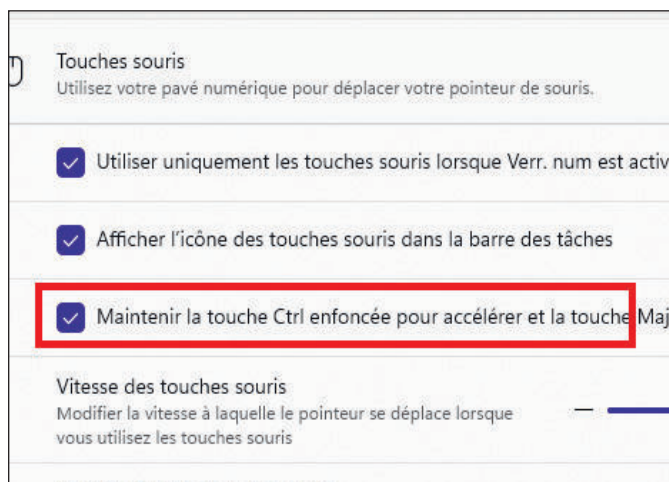 Touches souris
Utilisez votre pavé numérique pour déplacer votre pointeur de souris.
Utiliser uniquement les touches souris lorsque Verr. num est activ
Afficher l'icône des touches souris dans la barre des tâches
Maintenir la touche Ctrl enfoncée pour accélérer et la touche Maj
Vitesse des touches souris
Modifier la vitesse à laquelle le pointeur se déplace lorsque
vous utilisez les touches souris